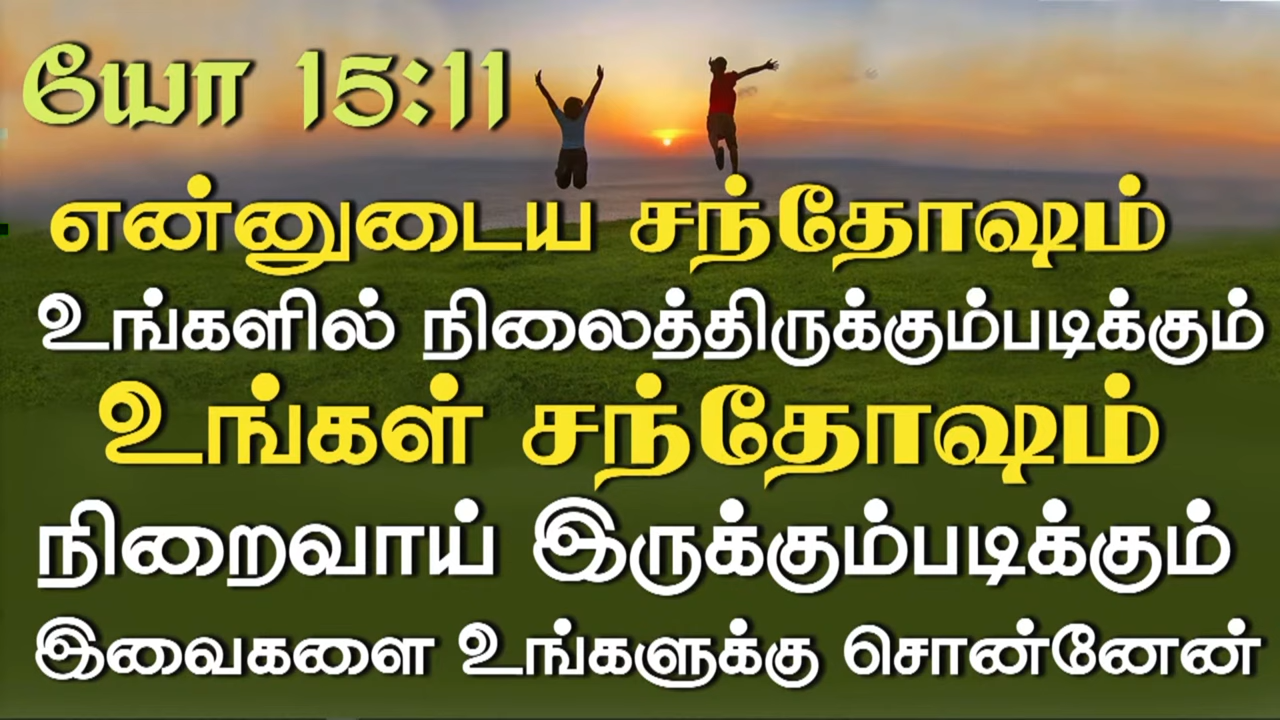 யோ 15:11
என்னுடைய சந்தோஷம்
உங்களில் நிலைத்திருக்கும்படிக்கும்
உங்கள் சந்தோஷம்
நிறைவாய் இருக்கும்படிக்கும்
இவைகளை உங்களுக்கு சொன்னேன்